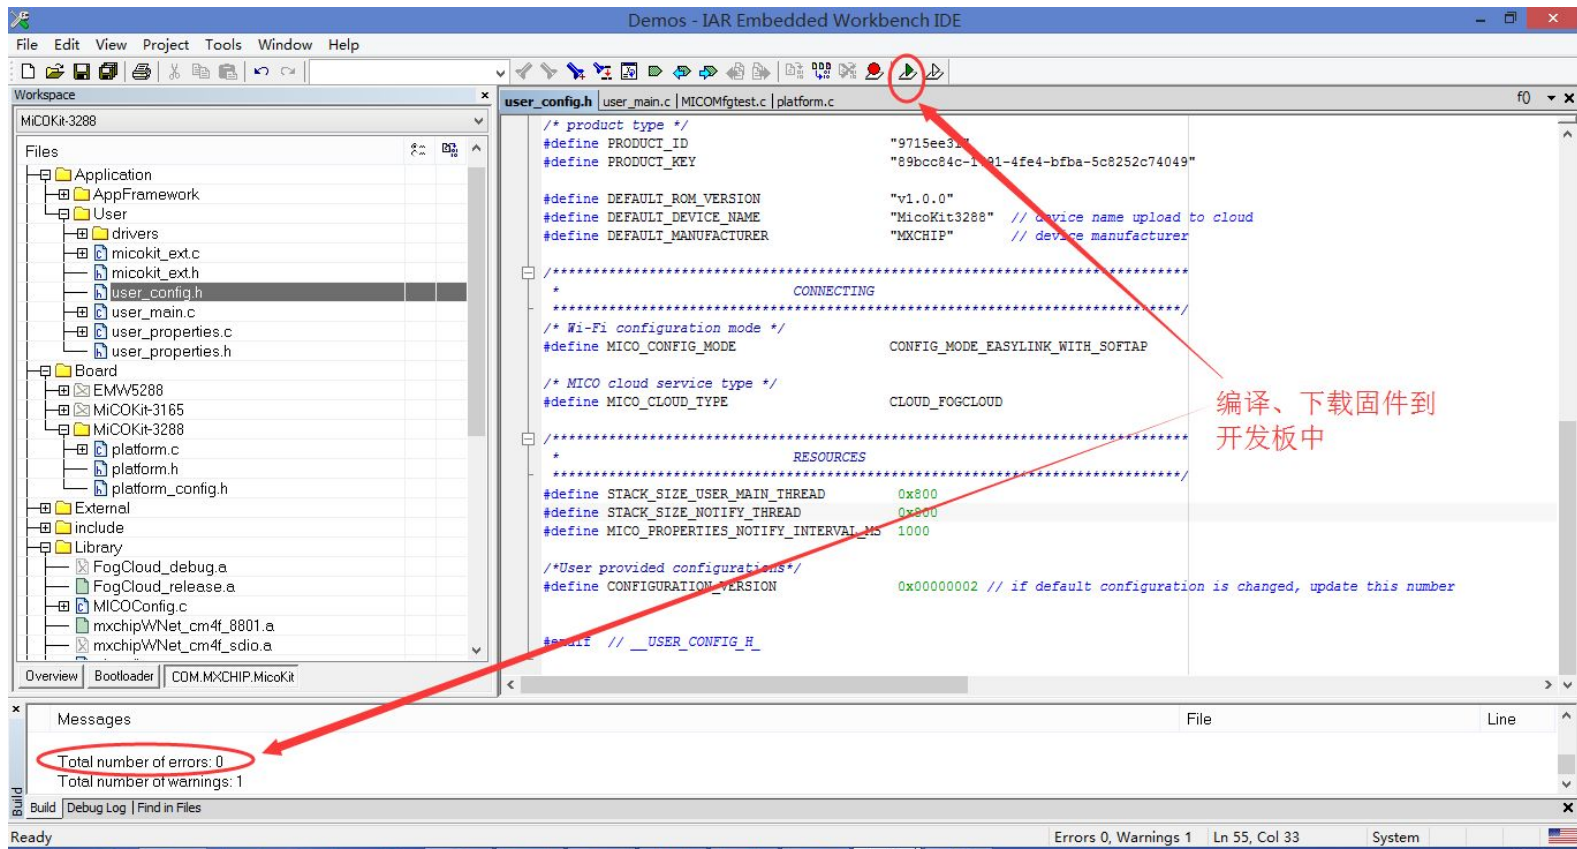 Demos - IAR Embedded Workbench IDE
File Edit View Project Tools Window Help
Workspace
MiCOKit-3288
Files
Application
AppFramework
User
drivers
micokit_ext.c
micokit_ext.h
user_config.h
user_main.c
user_properties.c
user_properties.h
Board
EMW5288
MiCOKit-3165
MiCOKit-3288
platform.c
platform.h
platform_config.h
External
include
Library
FogCloud_debug.a
FogCloud_release.a
MICOConfig.c
mxchipWNet_cm4f_8801.a
mxchipWNet_cm4f_sdio.a
Overview Bootloader COM.MXCHIP.MicoKit
user_config.h user_main.c MICOMfgtest.c platform.c f()
/* product type */
#define PRODUCT_ID
#define PRODUCT_KEY
#define DEFAULT_ROM_VERSION "v1.0.0"
#define DEFAULT_DEVICE_NAME "MicoKit3288" // device name upload to cloud
#define DEFAULT_MANUFACTURER "MXCHIP" // device manufacturer
/******************************************************************************
* CONNECTING
******************************************************************************/
/* Wi-Fi configuration mode */
#define MICO_CONFIG_MODE CONFIG_MODE_EASYLINK_WITH_SOFTAP
/* MICO cloud service type */
#define MICO_CLOUD_TYPE CLOUD_FOGCLOUD
/******************************************************************************
* RESOURCES
******************************************************************************/
#define STACK_SIZE_USER_MAIN_THREAD 0x800
#define STACK_SIZE_NOTIFY_THREAD 0x800
#define MICO_PROPERTIES_NOTIFY_INTERVAL_MS 1000
/*User provided configurations*/
#define CONFIGURATION_VERSION 0x00000002 // if default configuration is changed, update this number
#endif // __USER_CONFIG_H_
编译、下载固件到
开发板中
Messages File Line
Total number of errors: 0
Total number of warnings: 1
Build
Build Debug Log Find in Files
Ready Errors 0, Warnings 1 Ln 55, Col 33 System